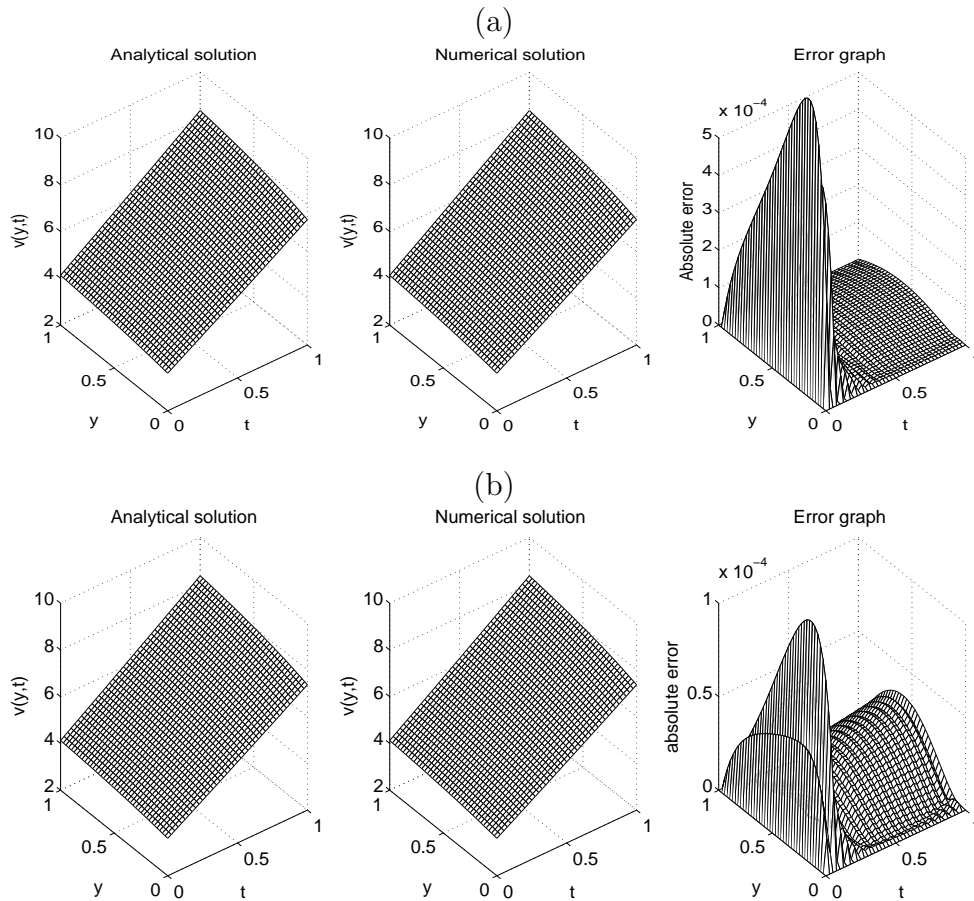 (a)
Analytical solution
Numerical solution
Error graph
10
8
6
4
2
v(y,t)
1
0.5
0
y
0
0.5
1
t
10
8
6
4
2
v(y,t)
1
0.5
0
y
0
0.5
1
t
x 10⁻⁴
5
4
3
2
1
0
Absolute error
1
0.5
0
y
0
0.5
t
(b)
Analytical solution
Numerical solution
Error graph
10
8
6
4
2
v(y,t)
1
0.5
0
y
0
0.5
1
t
10
8
6
4
2
v(y,t)
1
0.5
0
y
0
0.5
1
t
x 10⁻⁴
1
0.5
0
absolute error
1
0.5
0
y
0
0.5
t